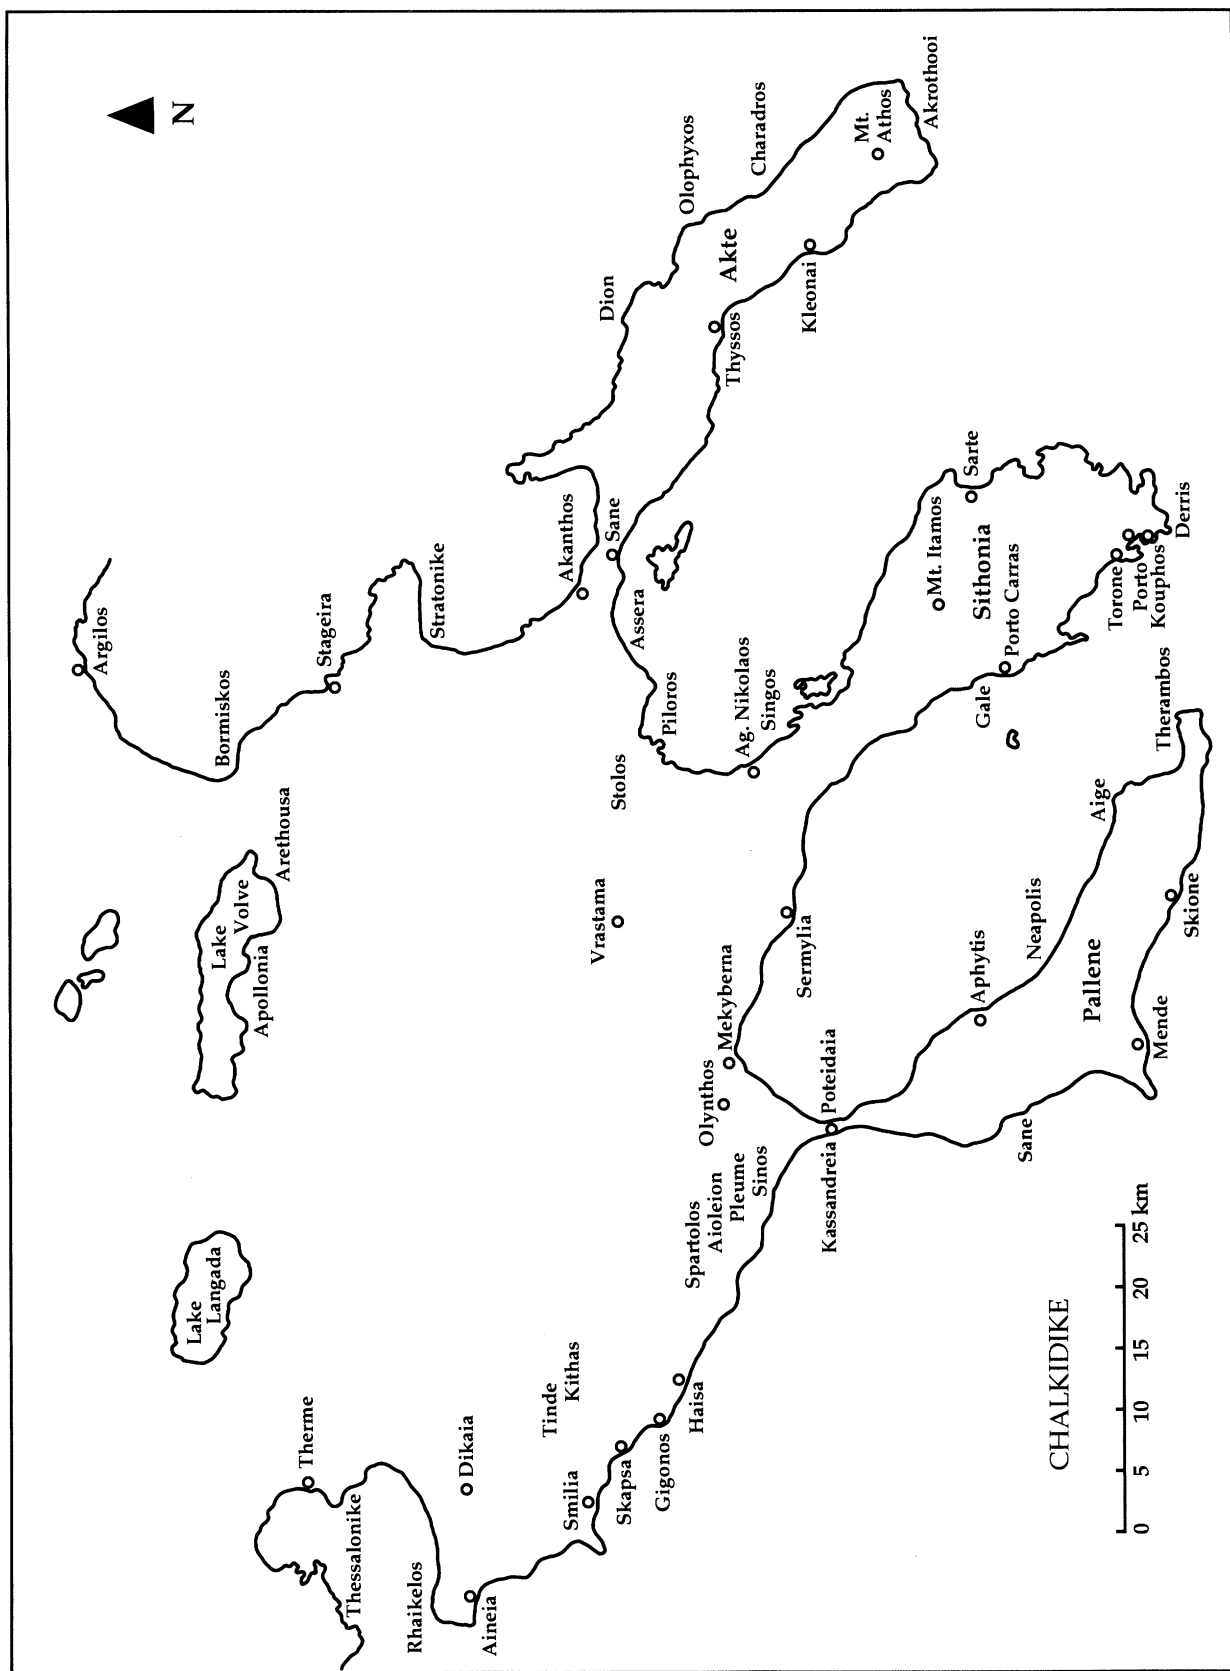 N
Argilos
Bormiskos
Stageira
Stratonike
Akanthos
Sane
Assera
Piloros
Stolos
Ag. Nikolaos
Singos
Dion
Olophyxos
Charadros
Akte
Thyssos
Kleonai
Mt.
Athos
Akrothooi
Lake
Volve
Arethousa
Apollonia
Lake
Langada
Therme
Thessalonike
Rhaikelos
Aineia
Dikaia
Tinde
Kithas
Smilia
Skapsa
Gigonos
Haisa
Spartolos
Aioleion
Pleume
Sinos
Olynthos
Mekyberna
Vrastama
Sermylia
Kassandreia
Poteidaia
Sane
Aphytis
Neapolis
Pallene
Mende
Skione
Aige
Therambos
Mt. Itamos
Sarte
Sithonia
Gale
Porto Carras
Torone
Porto
Kouphos
Derris
CHALKIDIKE
0
5
10
15
20
25 km